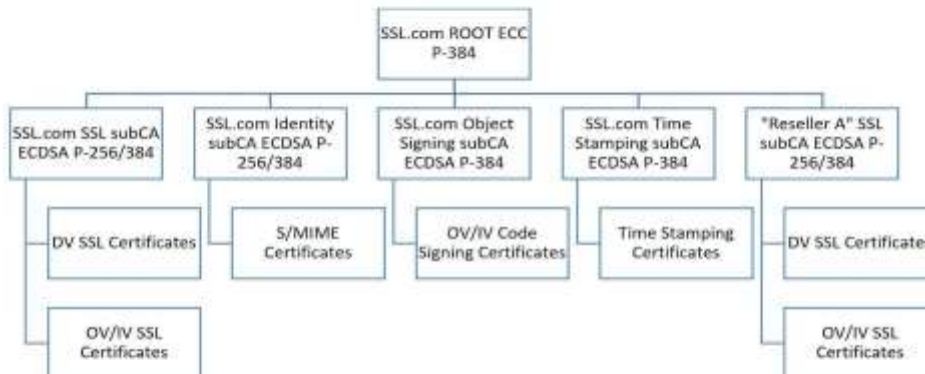 SSL.com ROOT ECC
P-384
SSL.com SSL subCA
ECDSA P-256/384
SSL.com Identity
subCA ECDSA P-
256/384
SSL.com Object
Signing subCA
ECDSA P-384
SSL.com Time
Stamping subCA
ECDSA P-384
"Reseller A" SSL
subCA ECDSA P-
256/384
DV SSL Certificates
S/MIME
Certificates
OV/IV Code
Signing Certificates
Time Stamping
Certificates
DV SSL Certificate
OV/IV SSL
Certificates
OV/IV SSL
Certificates